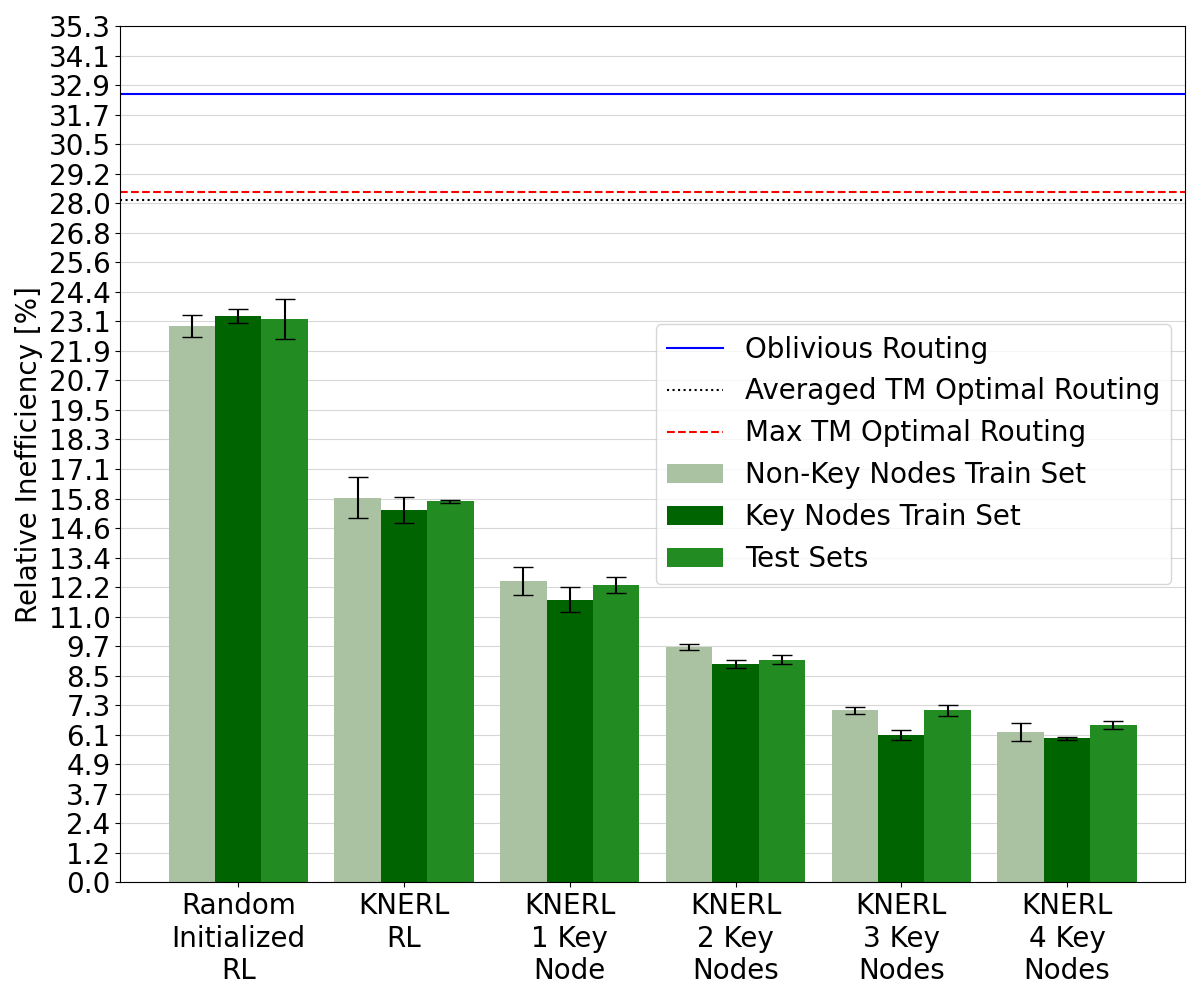 35.3
34.1
32.9
31.7
30.5
29.2
28.0
26.8
25.6
24.4
23.1
21.9
20.7
19.5
18.3
17.1
15.8
14.6
13.4
12.2
11.0
9.7
8.5
7.3
6.1
4.9
3.7
2.4
1.2
0.0
Relative Inefficiency [%]
Oblivious Routing
Averaged TM Optimal Routing
Max TM Optimal Routing
Non-Key Nodes Train Set
Key Nodes Train Set
Test Sets
Random
Initialized
RL
KNERL
RL
KNERL
1 Key
Node
KNERL
2 Key
Nodes
KNERL
3 Key
Nodes
KNERL
4 Key
Nodes